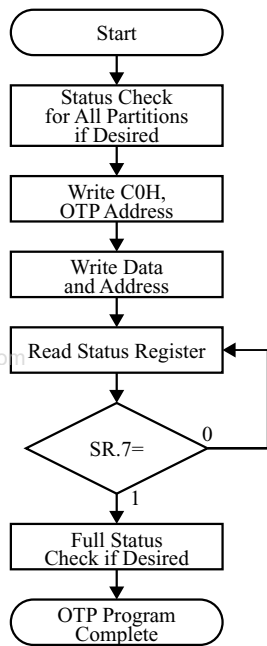 Start
Status Check
for All Partitions
if Desired
Write C0H,
OTP Address
Write Data
and Address
om
Read Status Register
SR.7=
0
1
Full Status
Check if Desired
OTP Program
Complete